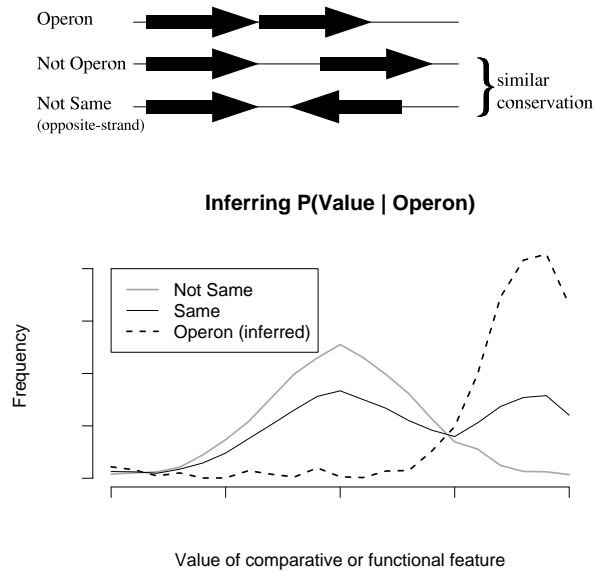 Operon
Not Operon
Not Same
(opposite-strand)
similar
conservation
Inferring P(Value | Operon)
Not Same
Same
Operon (inferred)
Frequency
Value of comparative or functional feature